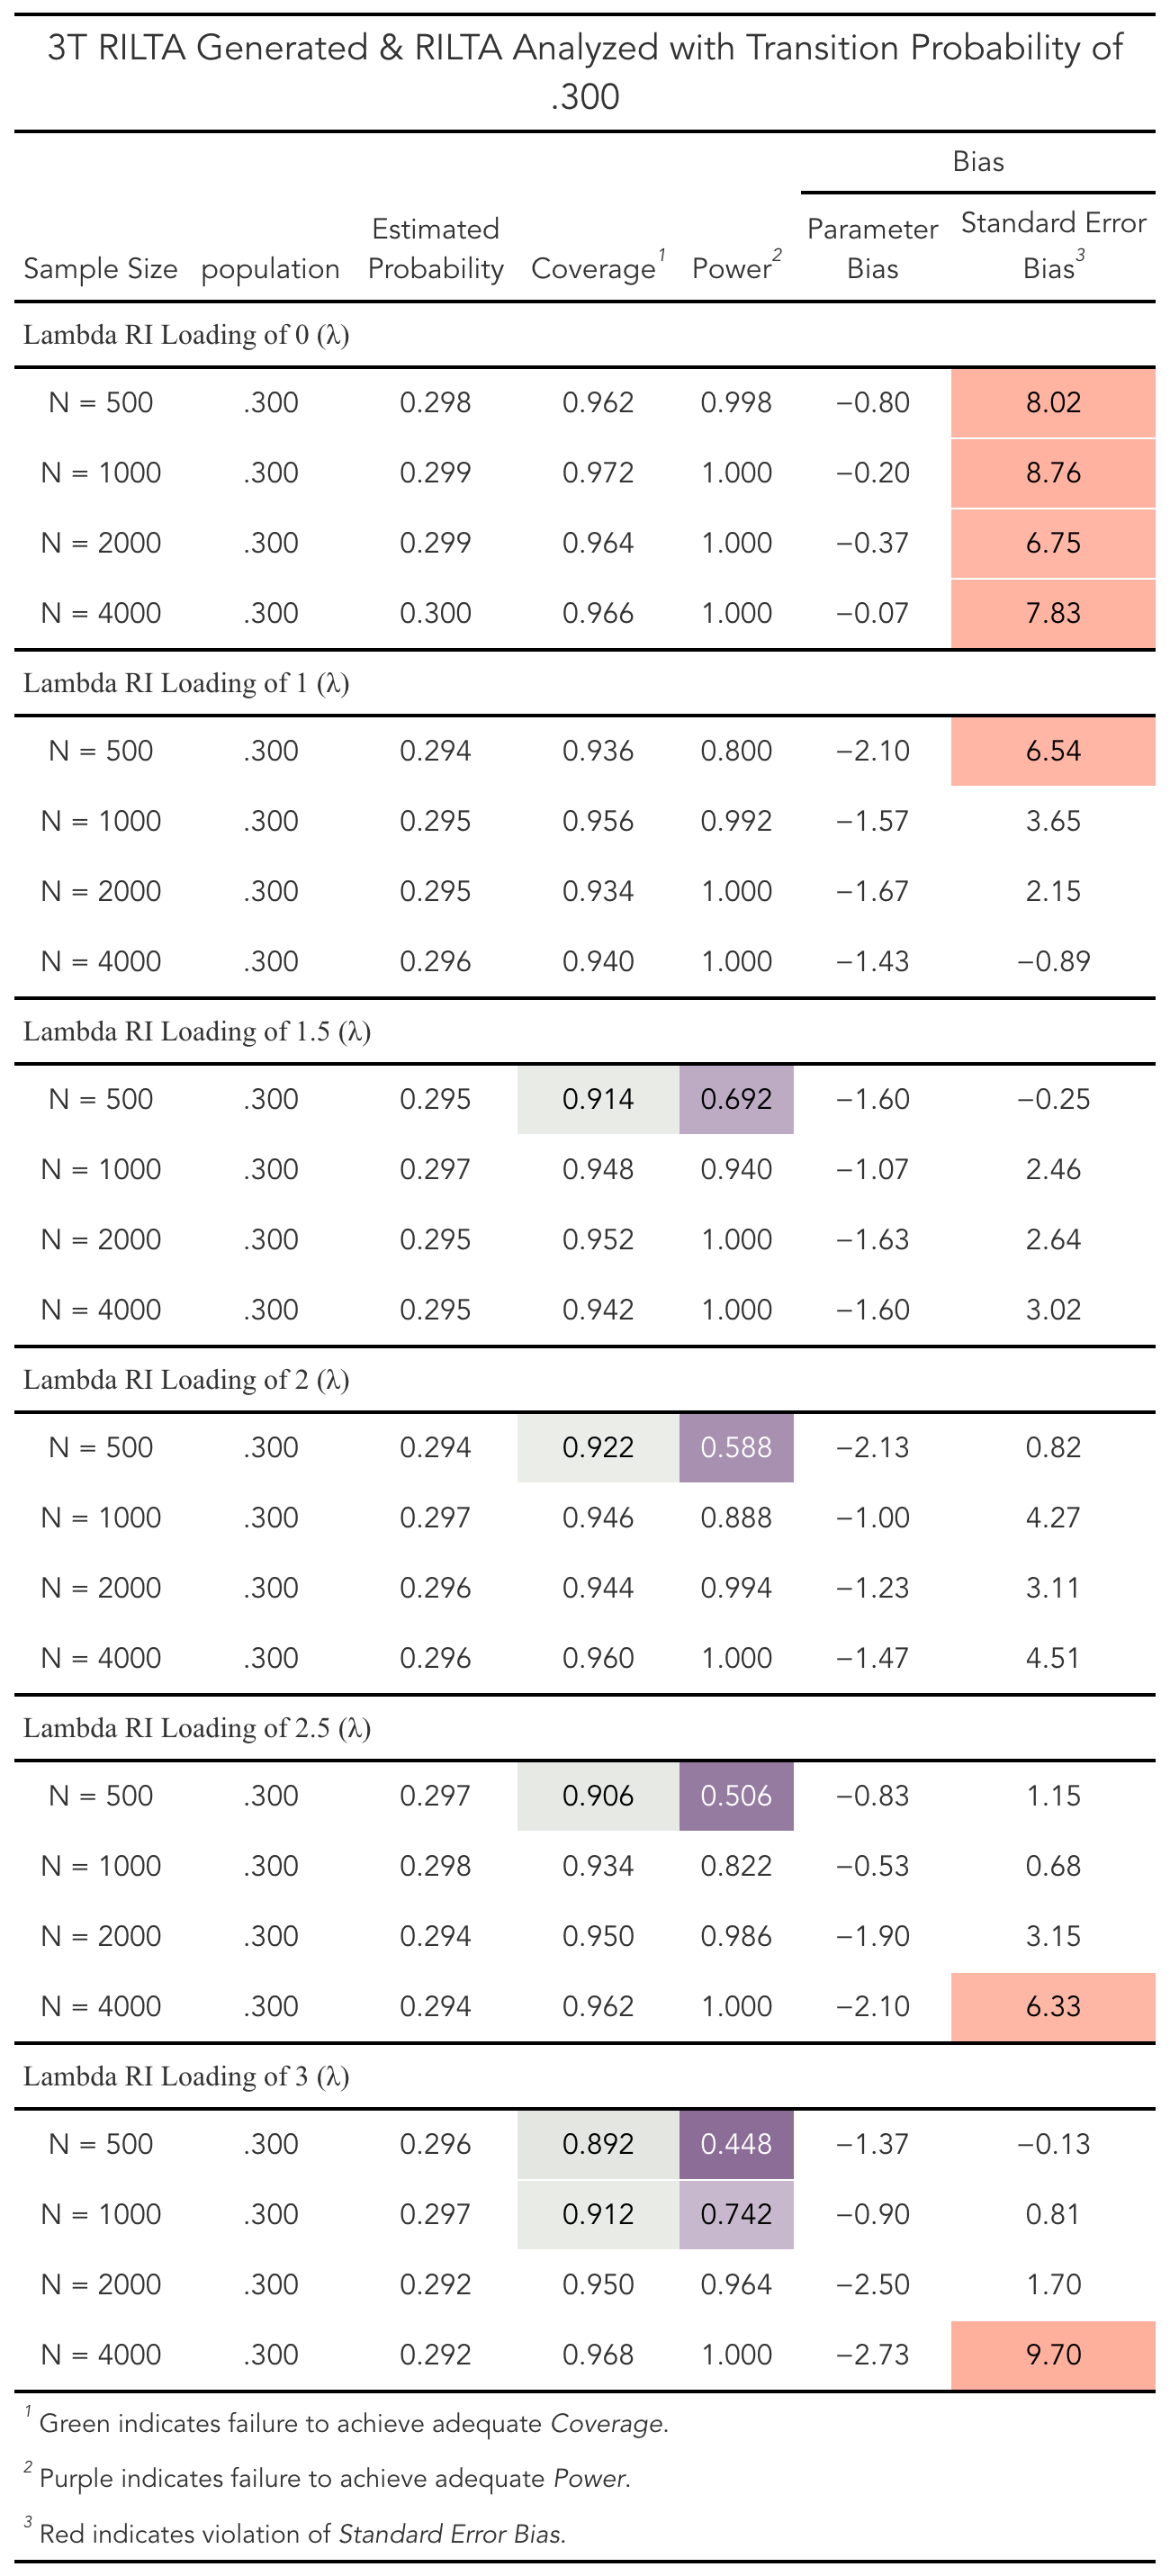 3T RILTA Generated & RILTA Analyzed with Transition Probability of
.300
Bias
Sample Size population Estimated Probability Coverage¹ Power² Parameter Bias Standard Error Bias³
Lambda RI Loading of 0 (λ)
N = 500 .300 0.298 0.962 0.998 −0.80 8.02
N = 1000 .300 0.299 0.972 1.000 −0.20 8.76
N = 2000 .300 0.299 0.964 1.000 −0.37 6.75
N = 4000 .300 0.300 0.966 1.000 −0.07 7.83
Lambda RI Loading of 1 (λ)
N = 500 .300 0.294 0.936 0.800 −2.10 6.54
N = 1000 .300 0.295 0.956 0.992 −1.57 3.65
N = 2000 .300 0.295 0.934 1.000 −1.67 2.15
N = 4000 .300 0.296 0.940 1.000 −1.43 −0.89
Lambda RI Loading of 1.5 (λ)
N = 500 .300 0.295 0.914 0.692 −1.60 −0.25
N = 1000 .300 0.297 0.948 0.940 −1.07 2.46
N = 2000 .300 0.295 0.952 1.000 −1.63 2.64
N = 4000 .300 0.295 0.942 1.000 −1.60 3.02
Lambda RI Loading of 2 (λ)
N = 500 .300 0.294 0.922 0.588 −2.13 0.82
N = 1000 .300 0.297 0.946 0.888 −1.00 4.27
N = 2000 .300 0.296 0.944 0.994 −1.23 3.11
N = 4000 .300 0.296 0.960 1.000 −1.47 4.51
Lambda RI Loading of 2.5 (λ)
N = 500 .300 0.297 0.906 0.506 −0.83 1.15
N = 1000 .300 0.298 0.934 0.822 −0.53 0.68
N = 2000 .300 0.294 0.950 0.986 −1.90 3.15
N = 4000 .300 0.294 0.962 1.000 −2.10 6.33
Lambda RI Loading of 3 (λ)
N = 500 .300 0.296 0.892 0.448 −1.37 −0.13
N = 1000 .300 0.297 0.912 0.742 −0.90 0.81
N = 2000 .300 0.292 0.950 0.964 −2.50 1.70
N = 4000 .300 0.292 0.968 1.000 −2.73 9.70
¹ Green indicates failure to achieve adequate Coverage.
² Purple indicates failure to achieve adequate Power.
³ Red indicates violation of Standard Error Bias.